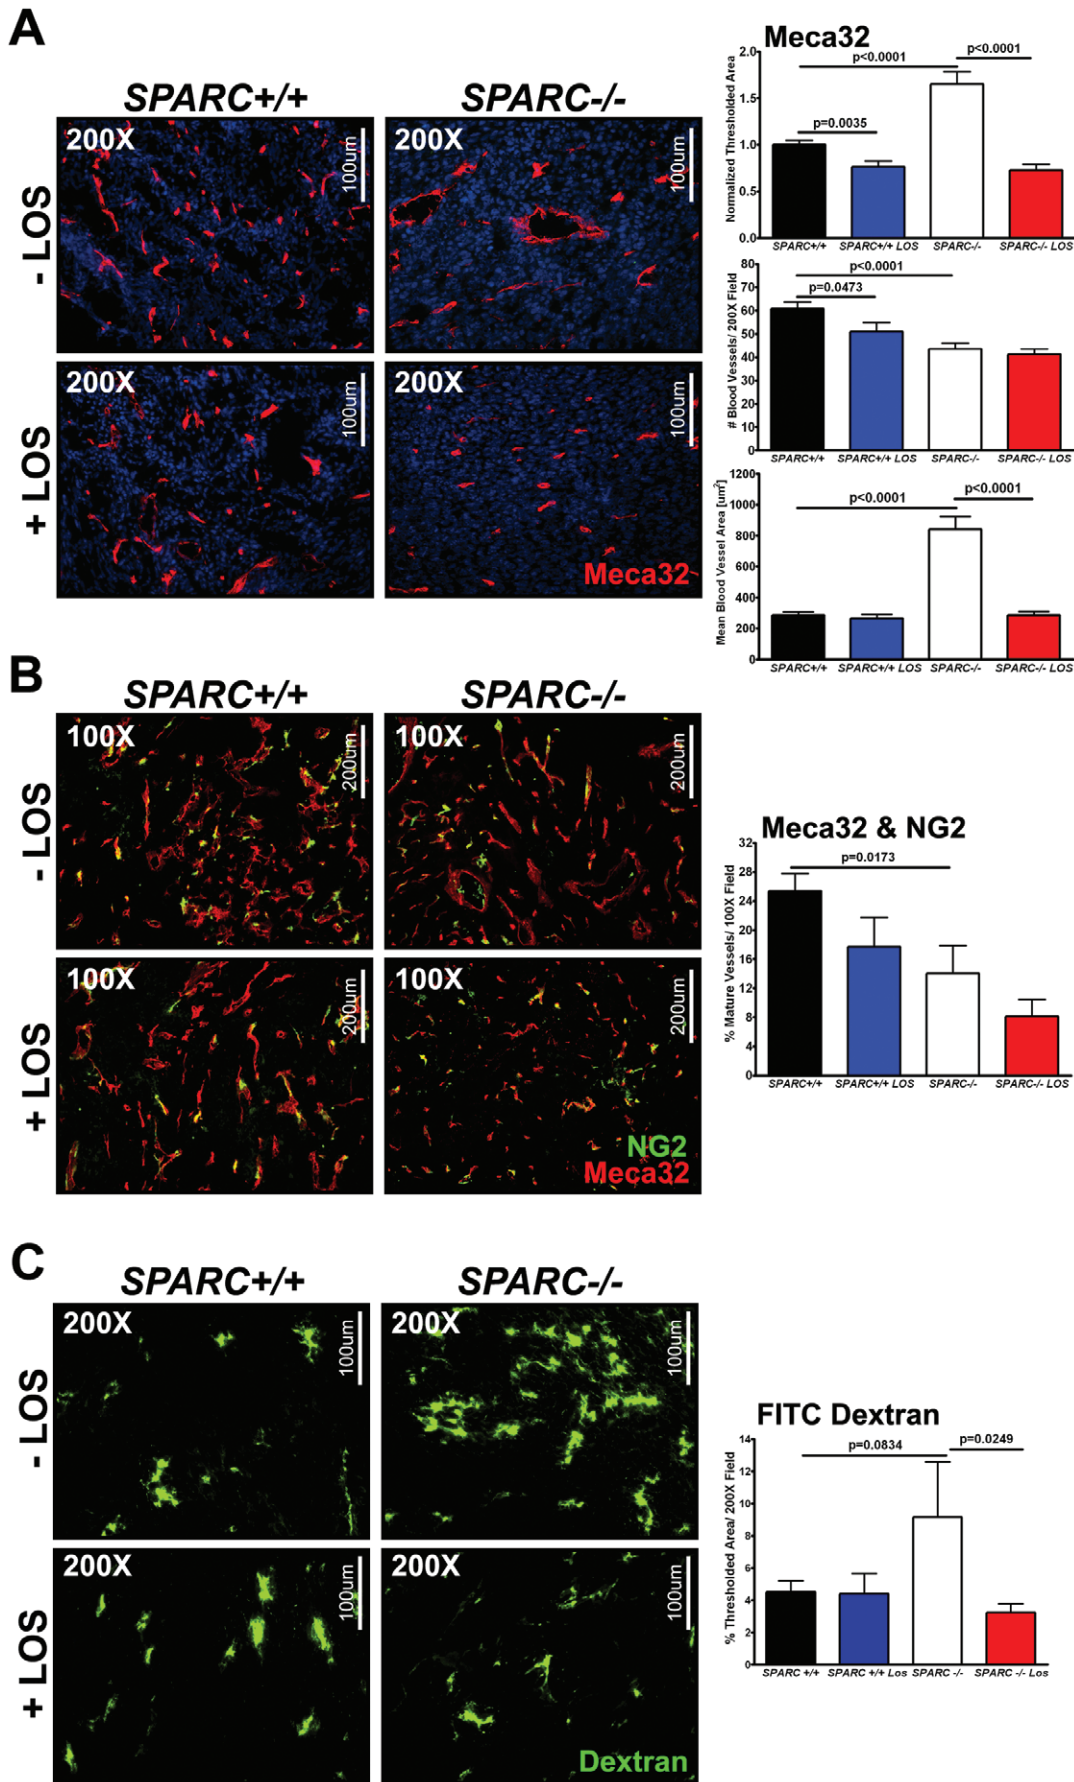 A
SPARC+/+
SPARC-/-
- LOS
+ LOS
200X
100um
200X
100um
200X
100um
200X
100um
Meca32
Meca32
Normalized Thresholded Area
2.0
1.5
1.0
0.5
0.0
p<0.0001
p<0.0001
p=0.0035
SPARC+/+
SPARC+/+ LOS
SPARC-/-
SPARC-/- LOS
# Blood Vessels/ 200X Field
80
70
60
50
40
30
20
10
0
p<0.0001
p=0.0473
SPARC+/+
SPARC+/+ LOS
SPARC-/-
SPARC-/- LOS
Mean Blood Vessel Area [um²]
1200
1000
800
600
400
200
0
p<0.0001
p<0.0001
SPARC+/+
SPARC+/+ LOS
SPARC-/-
SPARC-/- LOS
B
SPARC+/+
SPARC-/-
- LOS
+ LOS
100X
200um
100X
200um
100X
200um
100X
200um
NG2
Meca32
Meca32 & NG2
% Mature Vessels/ 100X Field
28
24
20
16
12
8
4
0
p=0.0173
SPARC+/+
SPARC+/+ LOS
SPARC-/-
SPARC-/- LOS
C
SPARC+/+
SPARC-/-
- LOS
+ LOS
200X
100um
200X
100um
200X
100um
200X
100um
Dextran
FITC Dextran
% Thresholded Area/ 200X Field
14
12
10
8
6
4
2
0
p=0.0834
p=0.0249
SPARC +/+
SPARC +/+ Los
SPARC -/-
SPARC -/- Los